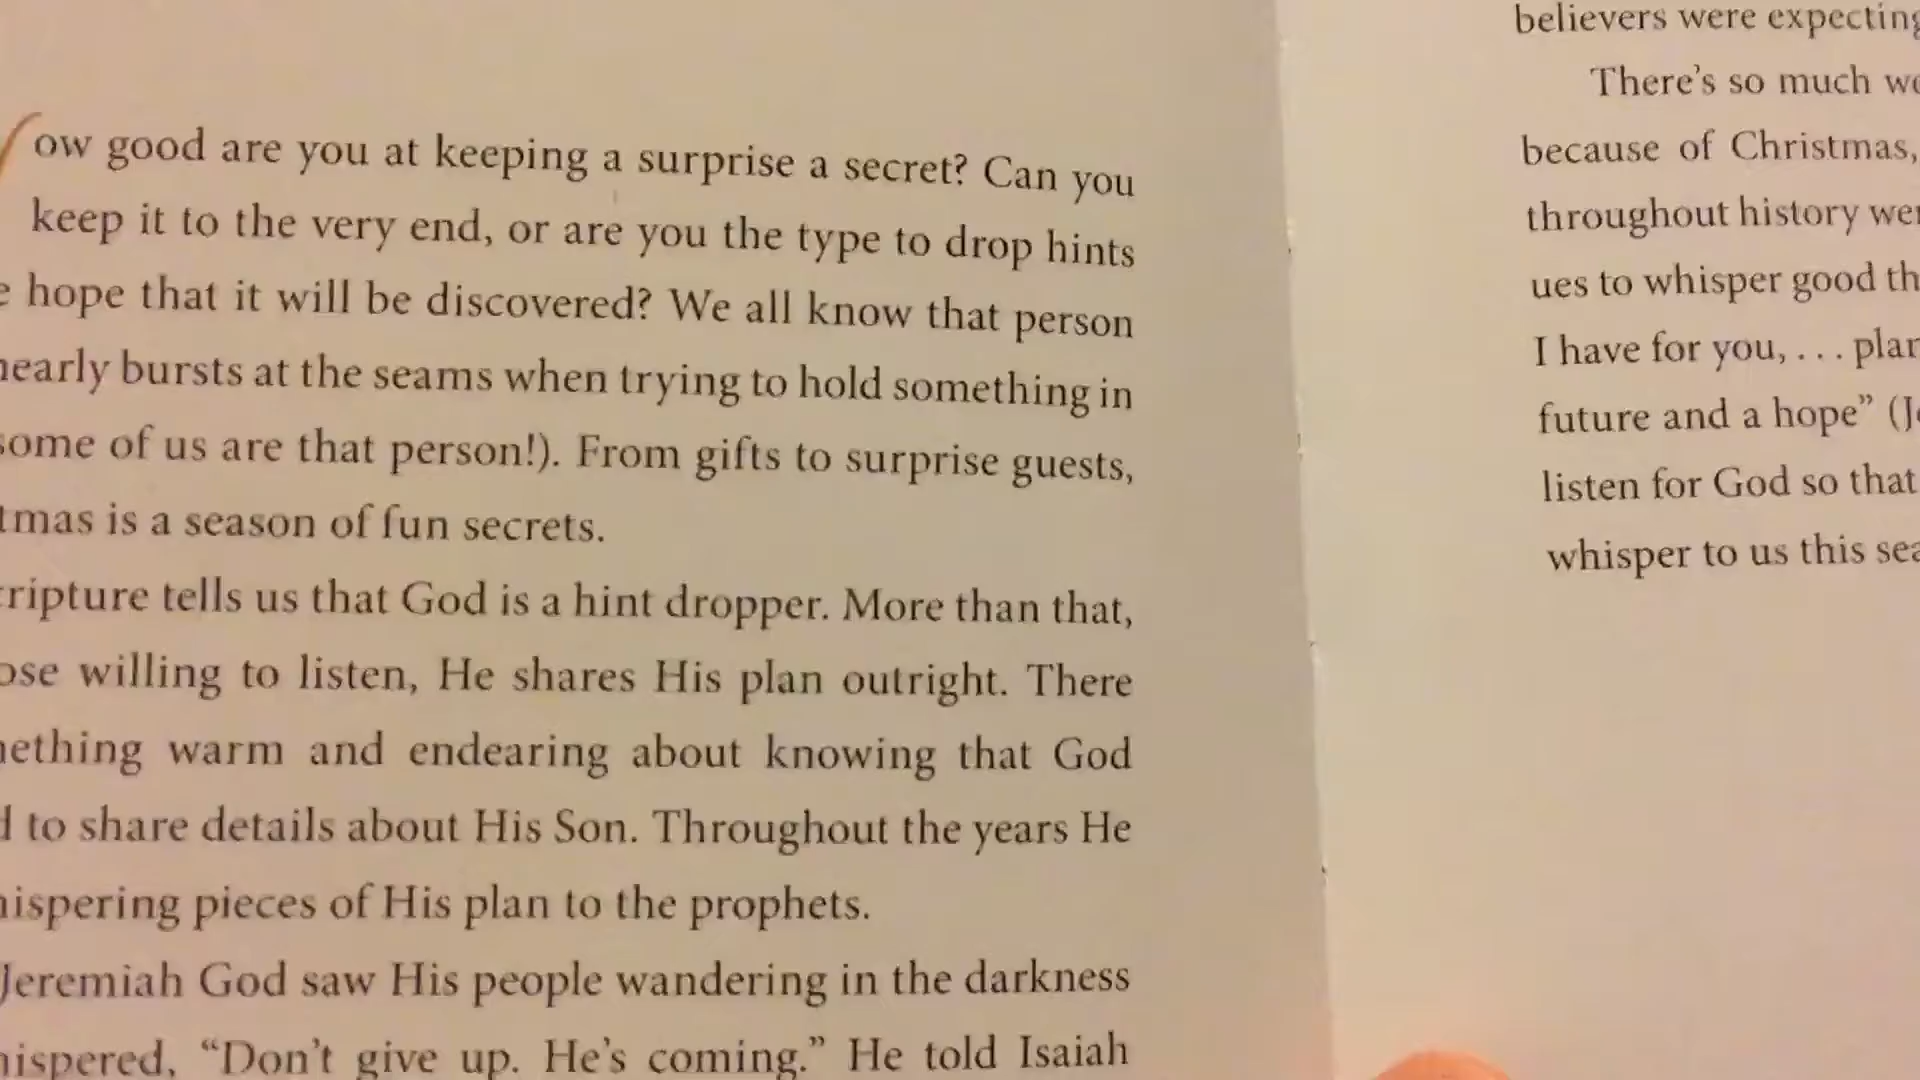 ow good are you at keeping a surprise a secret? Can you
keep it to the very end, or are you the type to drop hints
hope that it will be discovered? We all know that person
nearly bursts at the seams when trying to hold something in
some of us are that person!). From gifts to surprise guests,
tmas is a season of fun secrets.
cripture tells us that God is a hint dropper. More than that,
ose willing to listen, He shares His plan outright. There
nething warm and endearing about knowing that God
d to share details about His Son. Throughout the years He
hispering pieces of His plan to the prophets.
Jeremiah God saw His people wandering in the darkness
hispered, “Don’t give up. He’s coming.” He told Isaiah
believers were expecting
There’s so much we
because of Christmas,
throughout history wer
ues to whisper good th
I have for you, . . . plan
future and a hope” (Je
listen for God so that
whisper to us this sea